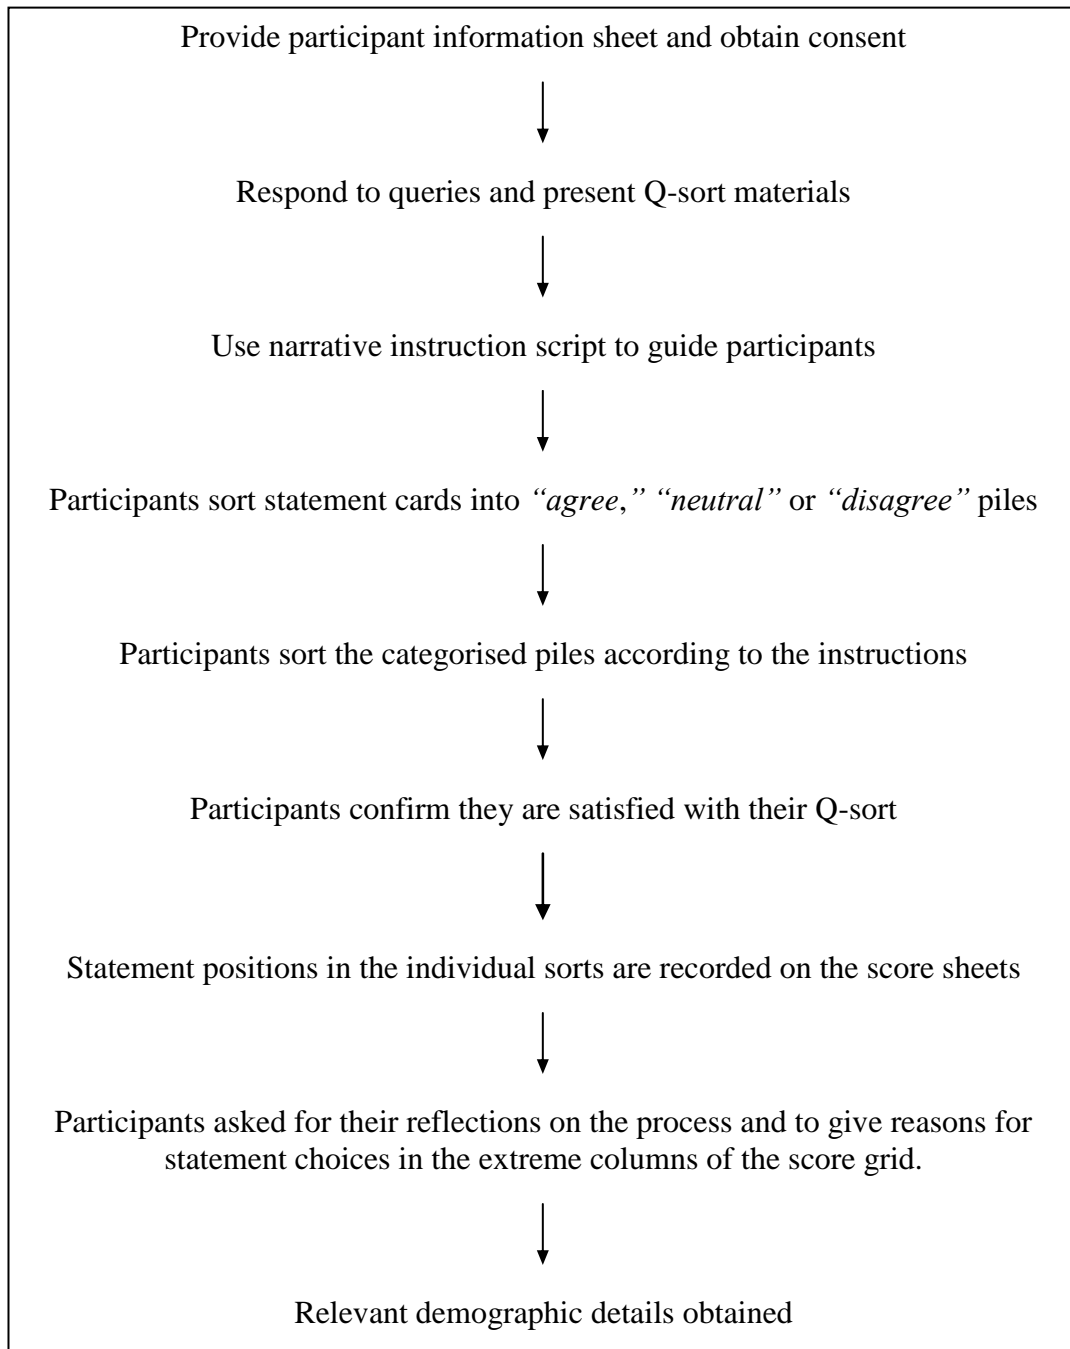 Provide participant information sheet and obtain consent
Respond to queries and present Q-sort materials
Use narrative instruction script to guide participants
Participants sort statement cards into “agree,” “neutral” or “disagree” piles
Participants sort the categorised piles according to the instructions
Participants confirm they are satisfied with their Q-sort
Statement positions in the individual sorts are recorded on the score sheets
Participants asked for their reflections on the process and to give reasons for
statement choices in the extreme columns of the score grid.
Relevant demographic details obtained